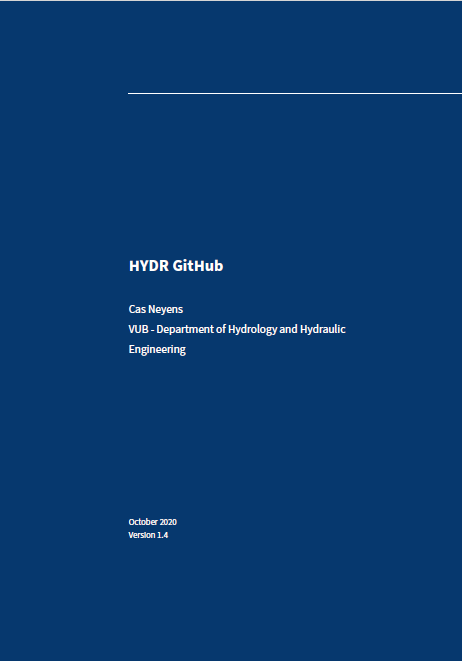 HYDR GitHub
Cas Neyens
VUB - Department of Hydrology and Hydraulic
Engineering
October 2020
Version 1.4